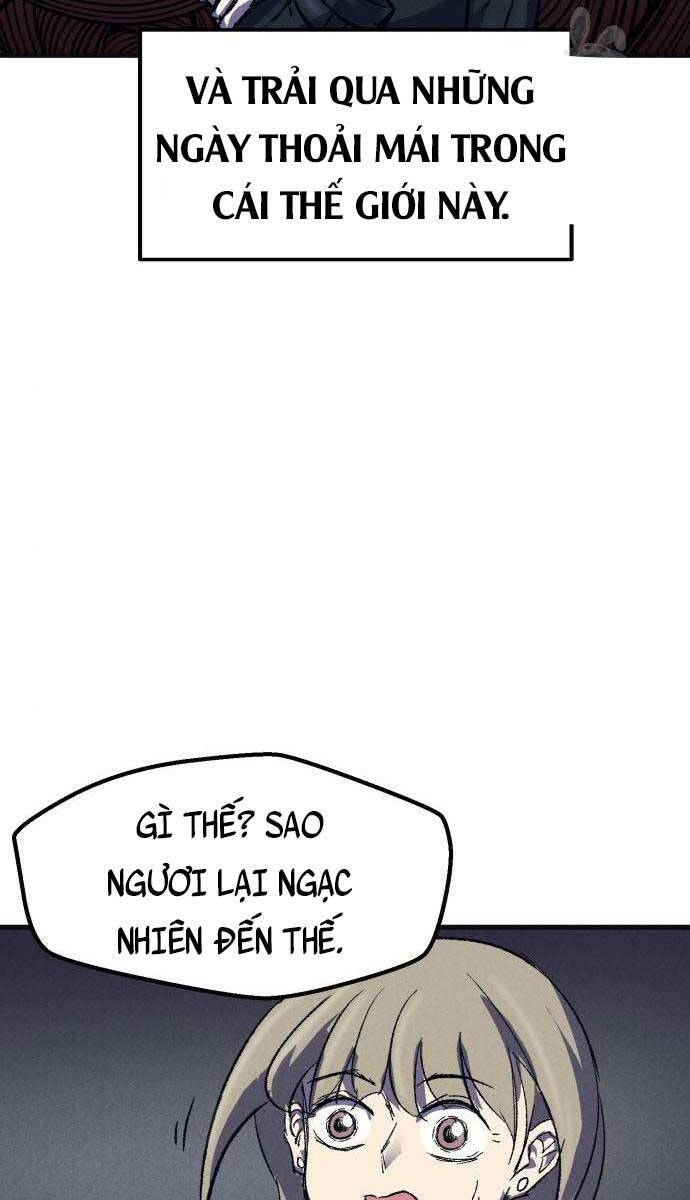 VÀ TRẢI QUA NHỮNG
NGÀY THOẢI MÁI TRONG
CÁI THẾ GIỚI NÀY.
GÌ THẾ? SAO
NGƯƠI LẠI NGẠC
NHIÊN ĐẾN THẾ.